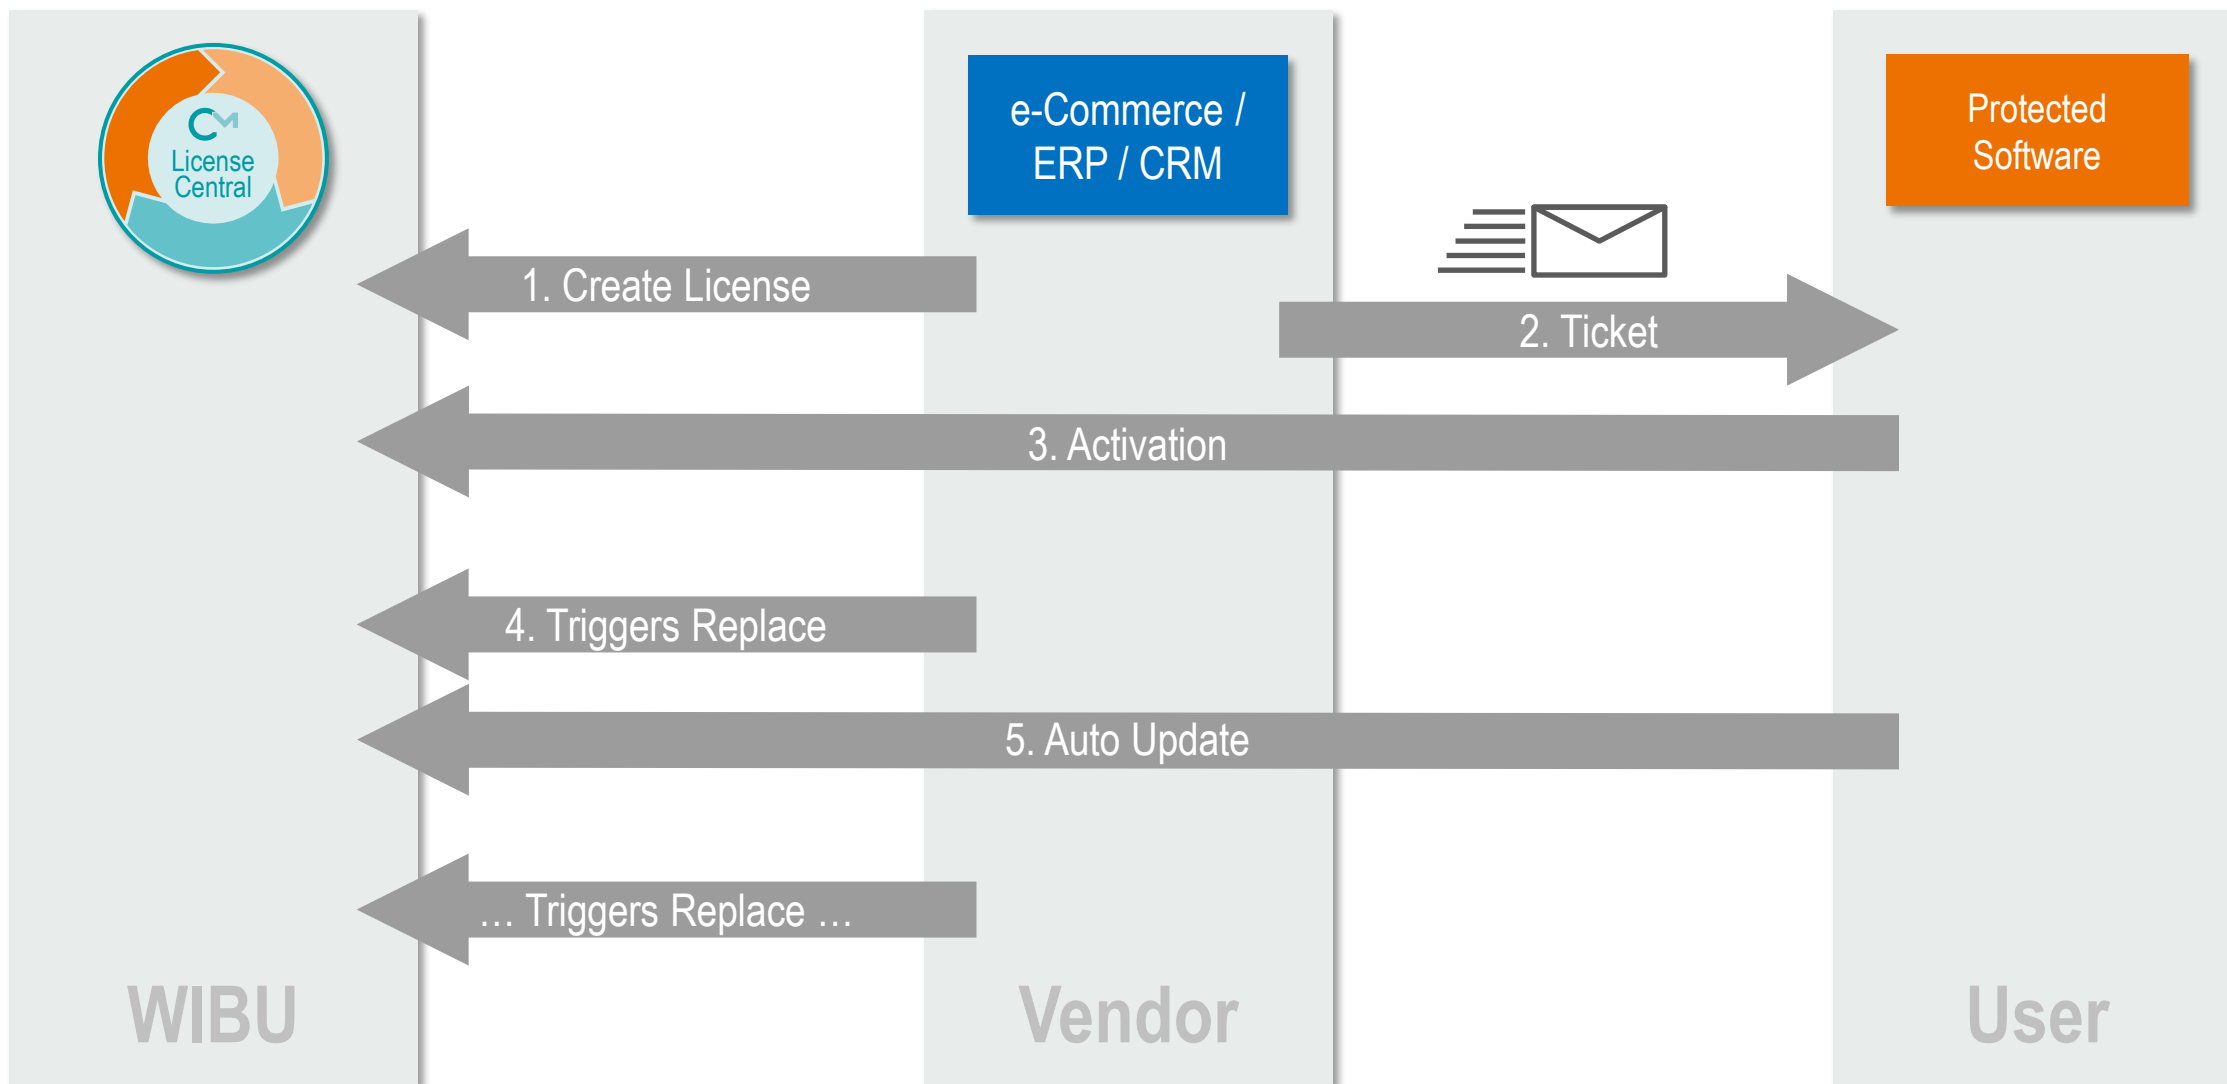 CM
License
Central
e-Commerce /
ERP / CRM
Protected
Software
1. Create License
2. Ticket
3. Activation
4. Triggers Replace
5. Auto Update
… Triggers Replace …
WIBU
Vendor
User